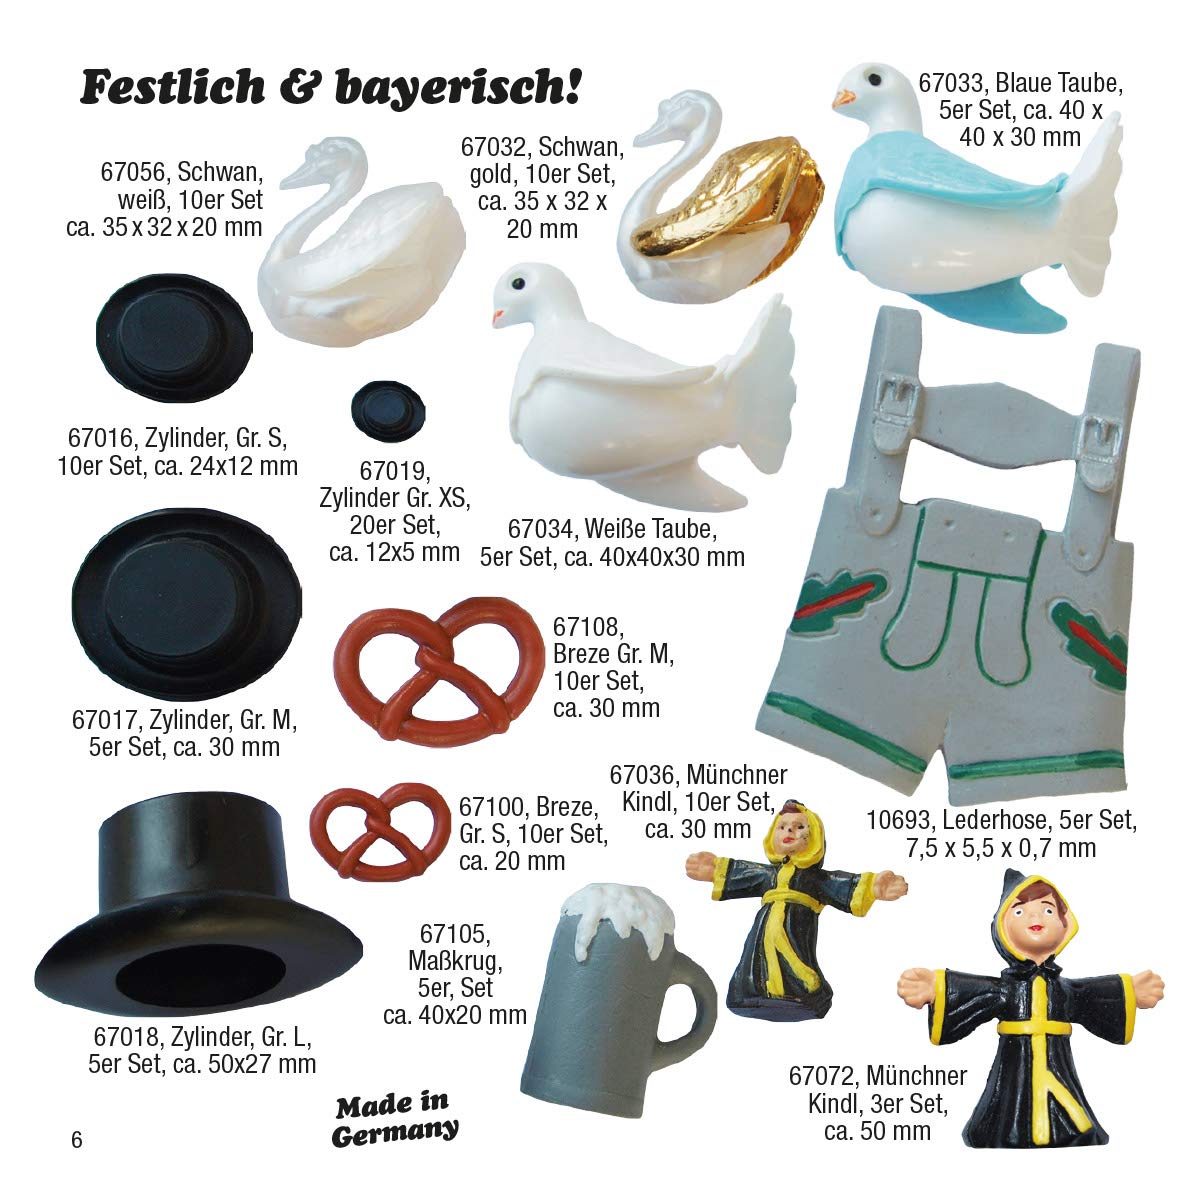 Festlich & bayerisch!
67056, Schwan,
weiß, 10er Set
ca. 35 x 32 x 20 mm
67032, Schwan,
gold, 10er Set,
ca. 35 x 32 x
20 mm
67033, Blaue Taube,
5er Set, ca. 40 x
40 x 30 mm
67016, Zylinder, Gr. S,
10er Set, ca. 24x12 mm
67019,
Zylinder Gr. XS,
20er Set,
ca. 12x5 mm
67034, Weiße Taube,
5er Set, ca. 40x40x30 mm
67017, Zylinder, Gr. M,
5er Set, ca. 30 mm
67108,
Breze Gr. M,
10er Set,
ca. 30 mm
67100, Breze,
Gr. S, 10er Set,
ca. 20 mm
67036, Münchner
Kindl, 10er Set,
ca. 30 mm
10693, Lederhose, 5er Set,
7,5 x 5,5 x 0,7 mm
67018, Zylinder, Gr. L,
5er Set, ca. 50x27 mm
67105,
Maßkrug,
5er, Set
ca. 40x20 mm
67072, Münchner
Kindl, 3er Set,
ca. 50 mm
Made in
Germany
6